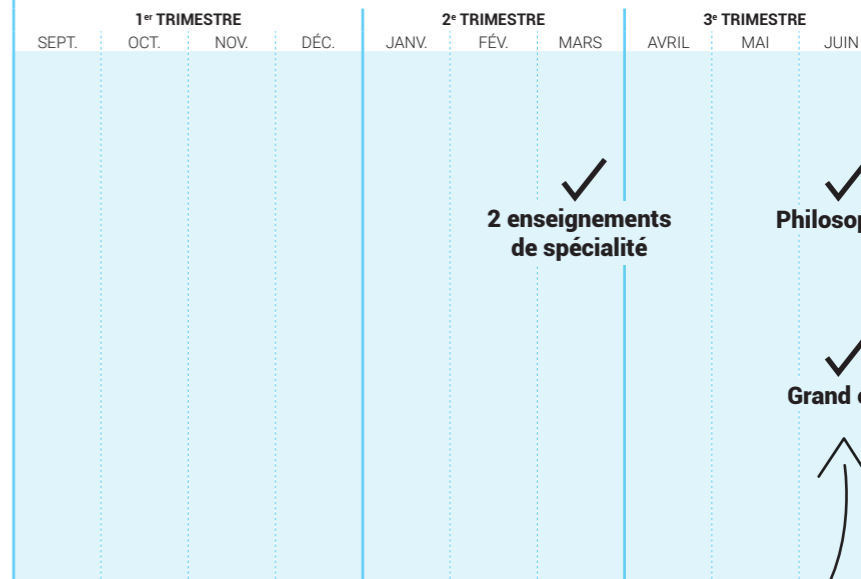 1er TRIMESTRE 2e TRIMESTRE 3e TRIMESTRE
SEPT. OCT. NOV. DÉC. JANV. FÉV. MARS AVRIL MAI JUIN
2 enseignements
de spécialité
Philosop
Grand